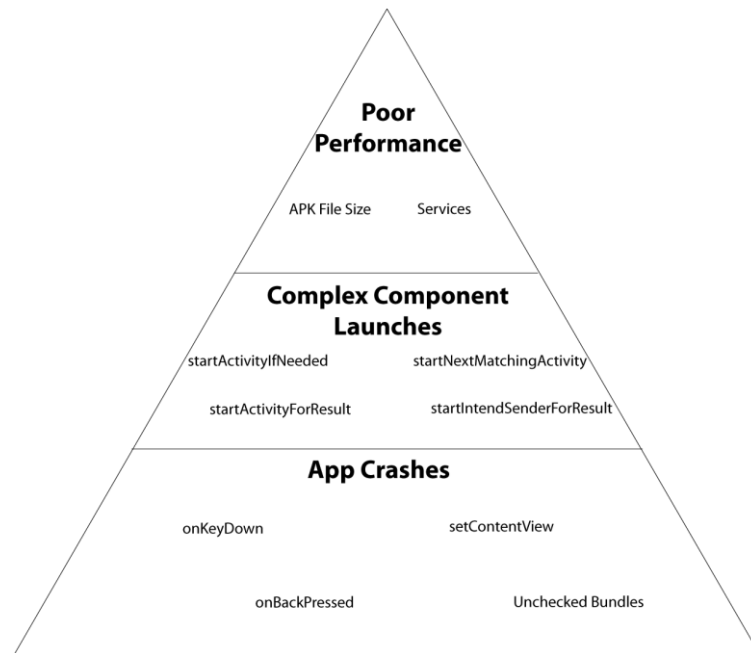 Poor
Performance
APK File Size Services
Complex Component
Launches
startActivityIfNeeded startNextMatchingActivity
startActivityForResult startIntendSenderForResult
App Crashes
onKeyDown setContentView
onBackPressed Unchecked Bundles